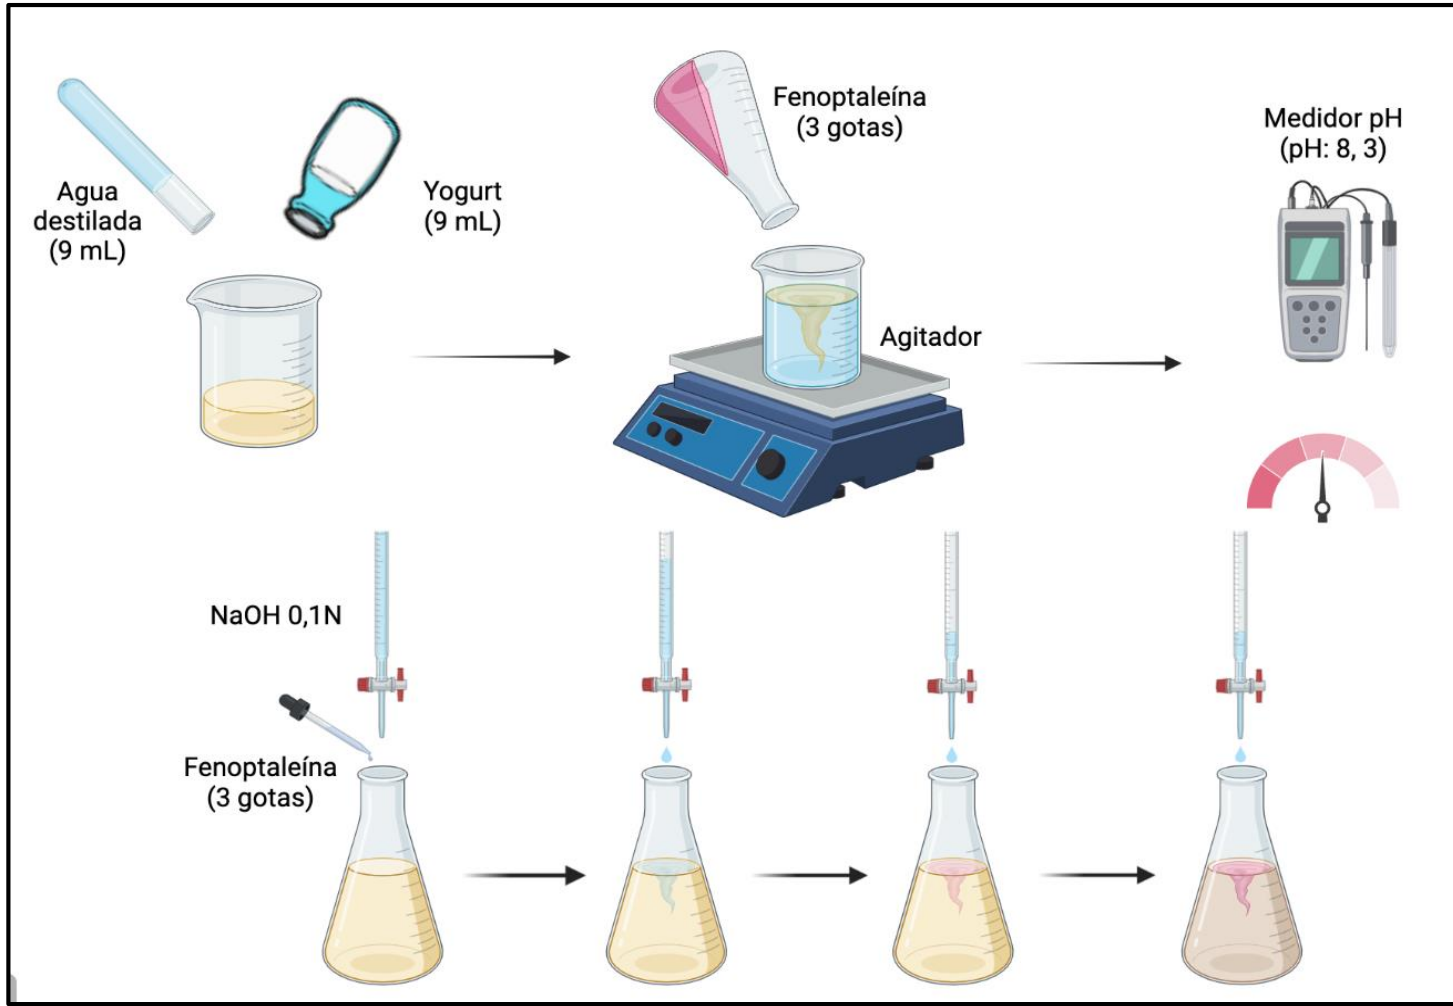 Agua
destilada
(9 mL)
Yogurt
(9 mL)
Fenoptaleína
(3 gotas)
Agitador
Medidor pH
(pH: 8, 3)
NaOH 0,1N
Fenoptaleína
(3 gotas)